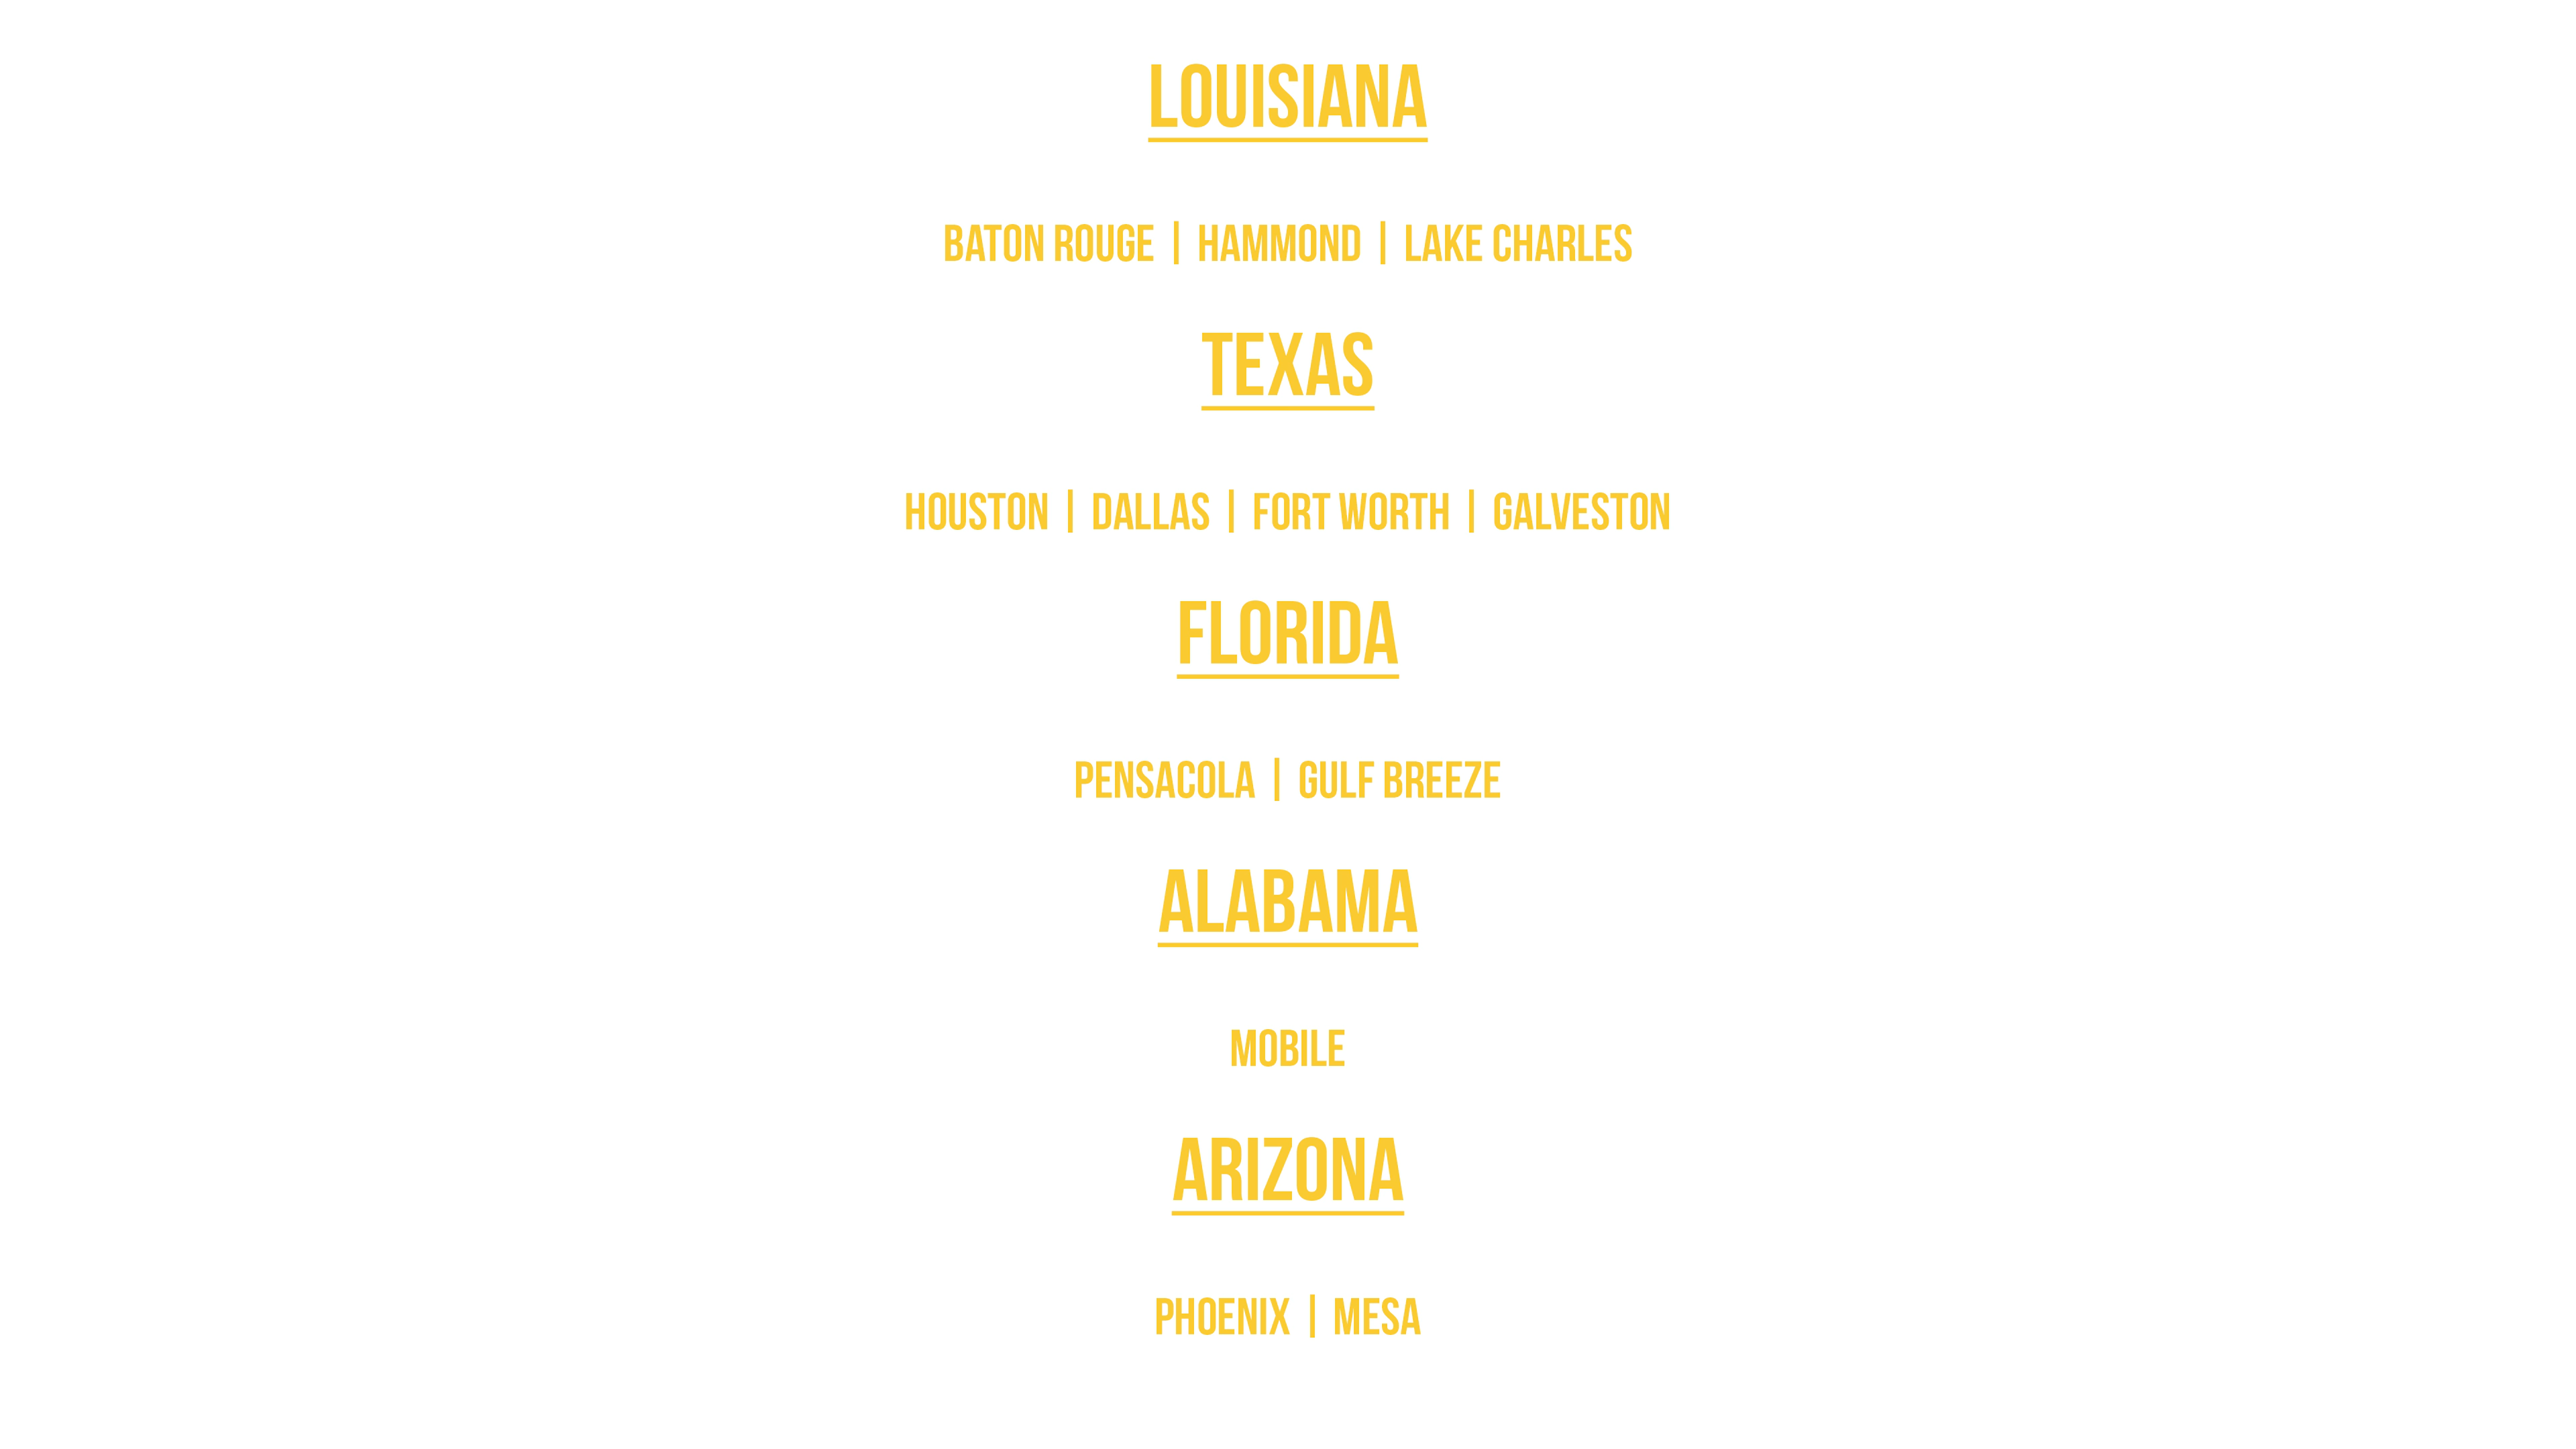 LOUISIANA
BATON ROUGE | HAMMOND | LAKE CHARLES
TEXAS
HOUSTON | DALLAS | FORT WORTH | GALVESTON
FLORIDA
PENSACOLA | GULF BREEZE
ALABAMA
MOBILE
ARIZONA
PHOENIX | MESA